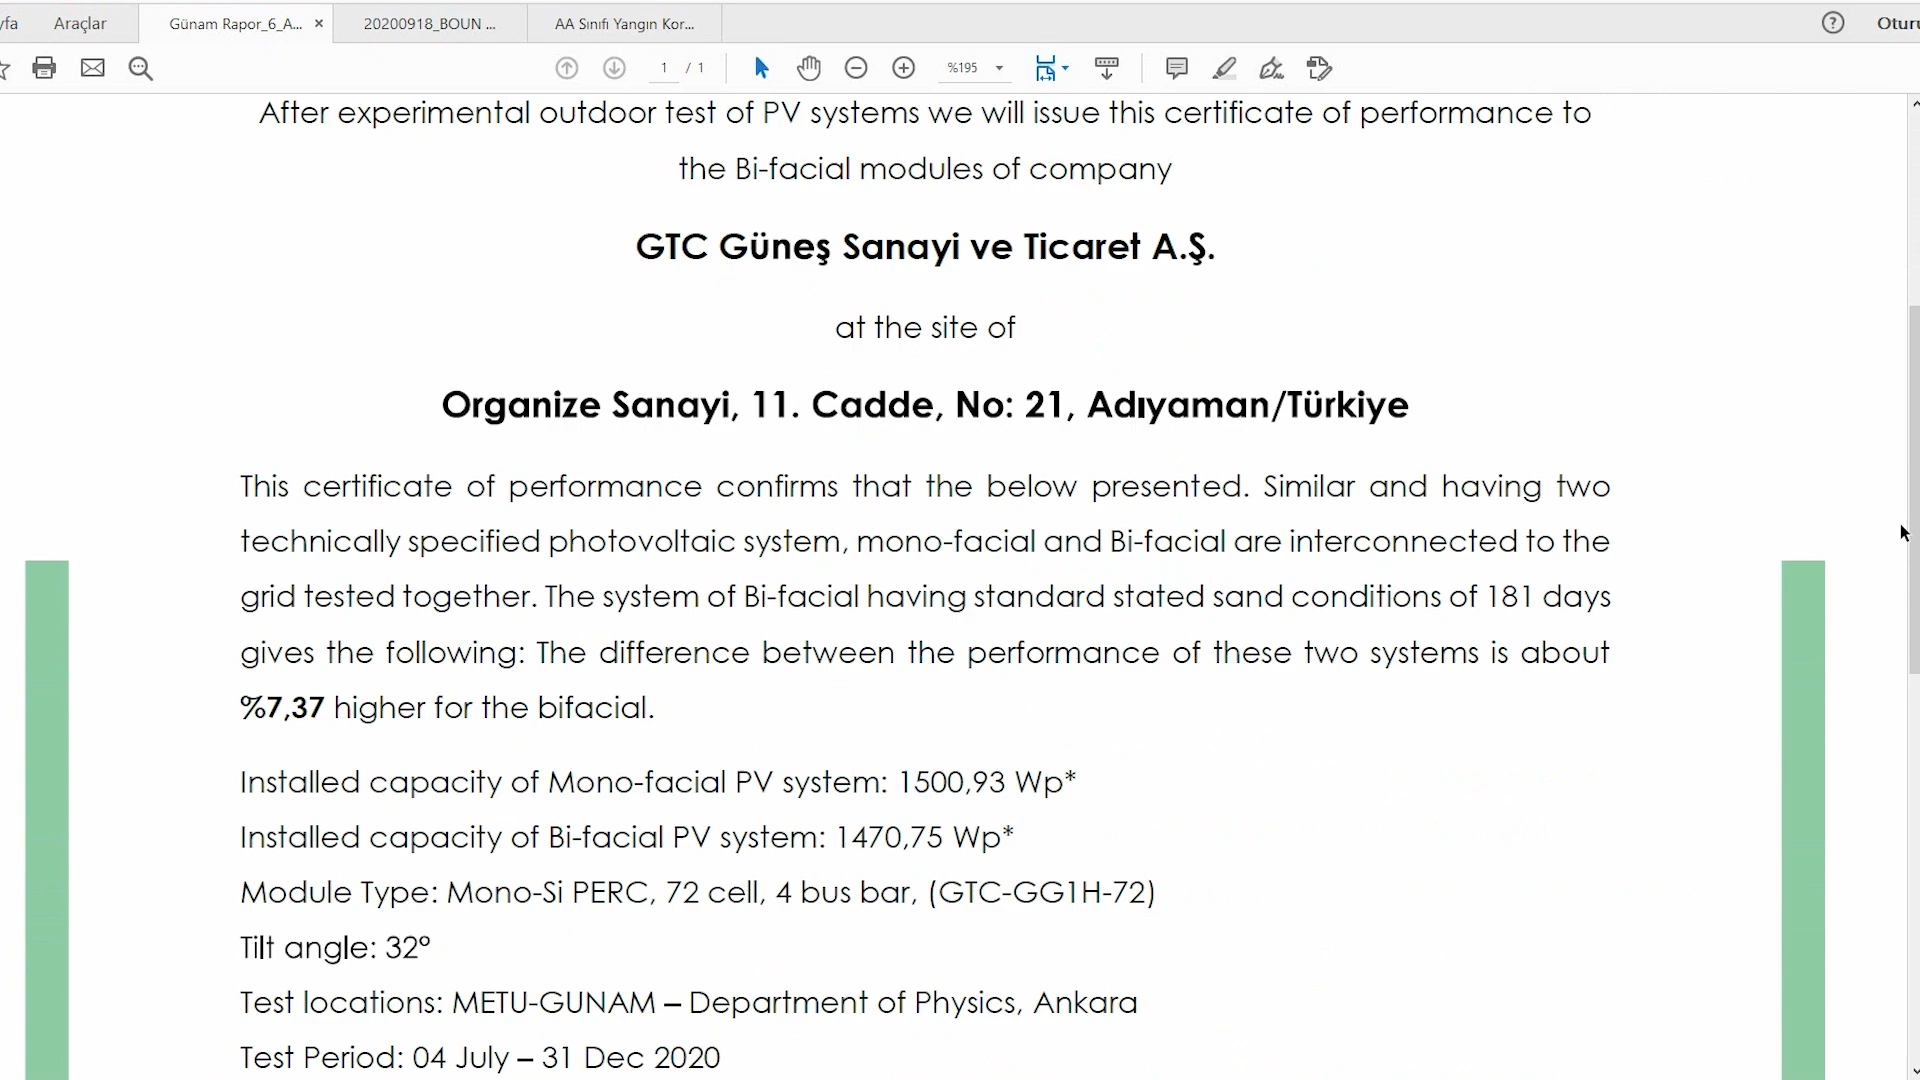 Araçlar
Günam Rapor_6_A...
20200918_BOUN ...
AA Sınıfı Yangın Kor...
1 / 1
%195
After experimental outdoor test of PV systems we will issue this certificate of performance to
the Bi-facial modules of company
GTC Güneş Sanayi ve Ticaret A.Ş.
at the site of
Organize Sanayi, 11. Cadde, No: 21, Adıyaman/Türkiye
This certificate of performance confirms that the below presented. Similar and having two
technically specified photovoltaic system, mono-facial and Bi-facial are interconnected to the
grid tested together. The system of Bi-facial having standard stated sand conditions of 181 days
gives the following: The difference between the performance of these two systems is about
%7,37 higher for the bifacial.
Installed capacity of Mono-facial PV system: 1500,93 Wp*
Installed capacity of Bi-facial PV system: 1470,75 Wp*
Module Type: Mono-Si PERC, 72 cell, 4 bus bar, (GTC-GG1H-72)
Tilt angle: 32°
Test locations: METU-GUNAM – Department of Physics, Ankara
Test Period: 04 July – 31 Dec 2020